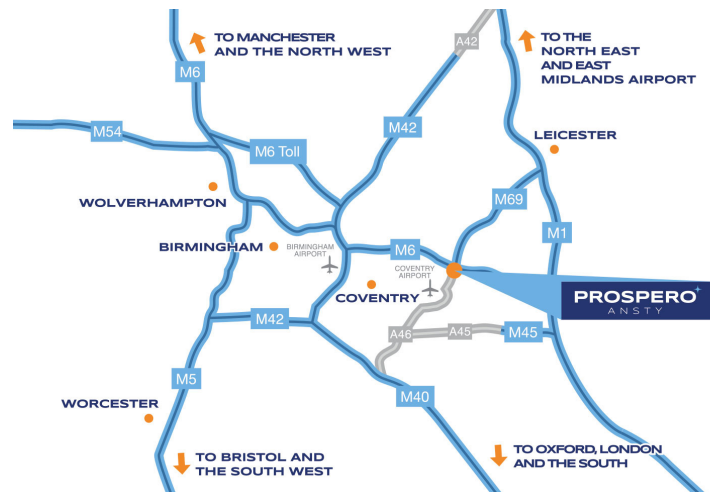 TO MANCHESTER
AND THE NORTH WEST
A42
TO THE
NORTH EAST
AND EAST
MIDLANDS AIRPORT
M6
M54
M42
LEICESTER
M6 Toll
WOLVERHAMPTON
M69
M1
BIRMINGHAM
BIRMINGHAM
AIRPORT
M6
COVENTRY
AIRPORT
COVENTRY
PROSPERO
ANSTY
M42
A46
A45
M45
M5
M40
WORCESTER
TO BRISTOL AND
THE SOUTH WEST
TO OXFORD, LONDON
AND THE SOUTH